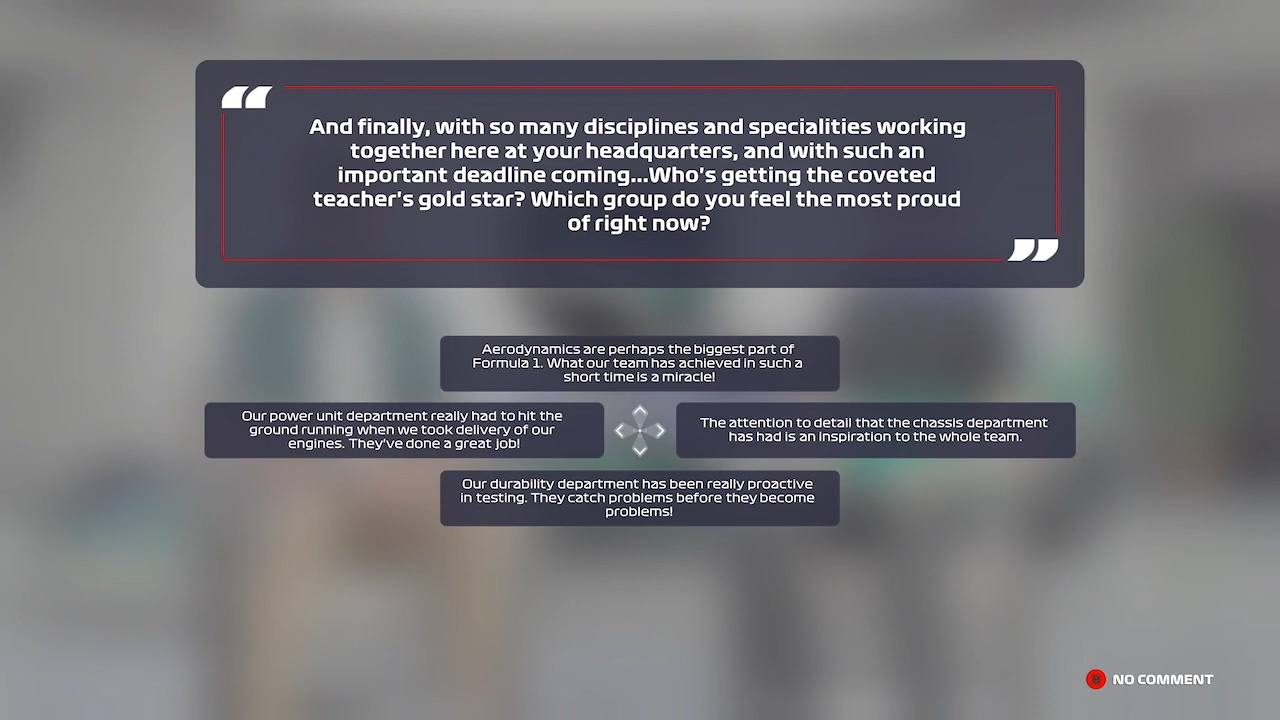 And finally, with so many disciplines and specialities working
together here at your headquarters, and with such an
important deadline coming...Who's getting the coveted
teacher's gold star? Which group do you feel the most proud
of right now?
Aerodynamics are perhaps the biggest part of
Formula 1. What our team has achieved in such a
short time is a miracle!
Our power unit department really had to hit the
ground running when we took delivery of our
engines. They've done a great job!
The attention to detail that the chassis department
has had is an inspiration to the whole team.
Our durability department has been really proactive
in testing. They catch problems before they become
problems!
B NO COMMENT